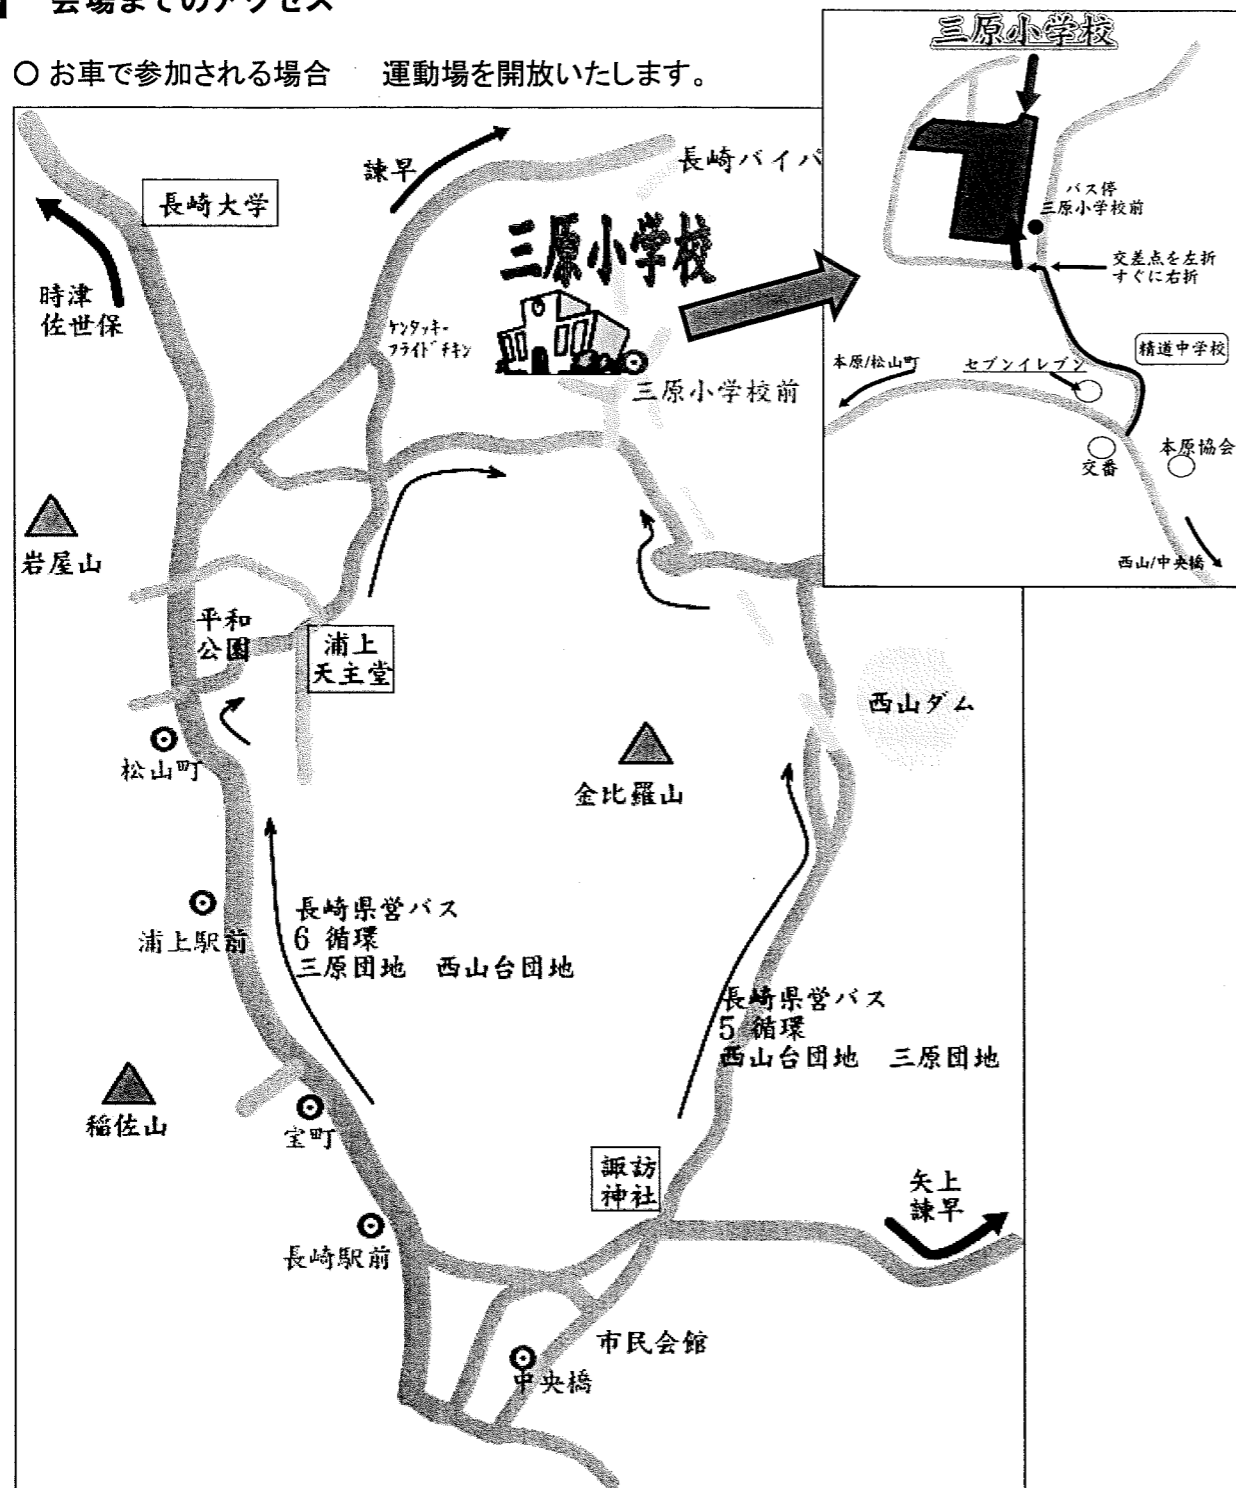 会場までのアクセス
○ お車で参加される場合　運動場を開放いたします。
諫早
長崎バイパ
長崎大学
時津
佐世保
三原小学校
ケンタッキー
フライドチキン
三原小学校前
岩屋山
平和
公園
浦上
天主堂
松山町
西山ダム
金比羅山
浦上駅前
長崎県営バス
6 循環
三原団地　西山台団地
長崎県営バス
5 循環
西山台団地　三原団地
稲佐山
宝町
諏訪
神社
矢上
諫早
長崎駅前
市民会館
中央橋
三原小学校
バス停
三原小学校前
交差点を左折
すぐに右折
精道中学校
本原/松山町
セブンイレブン
交番
本原協会
西山/中央橋